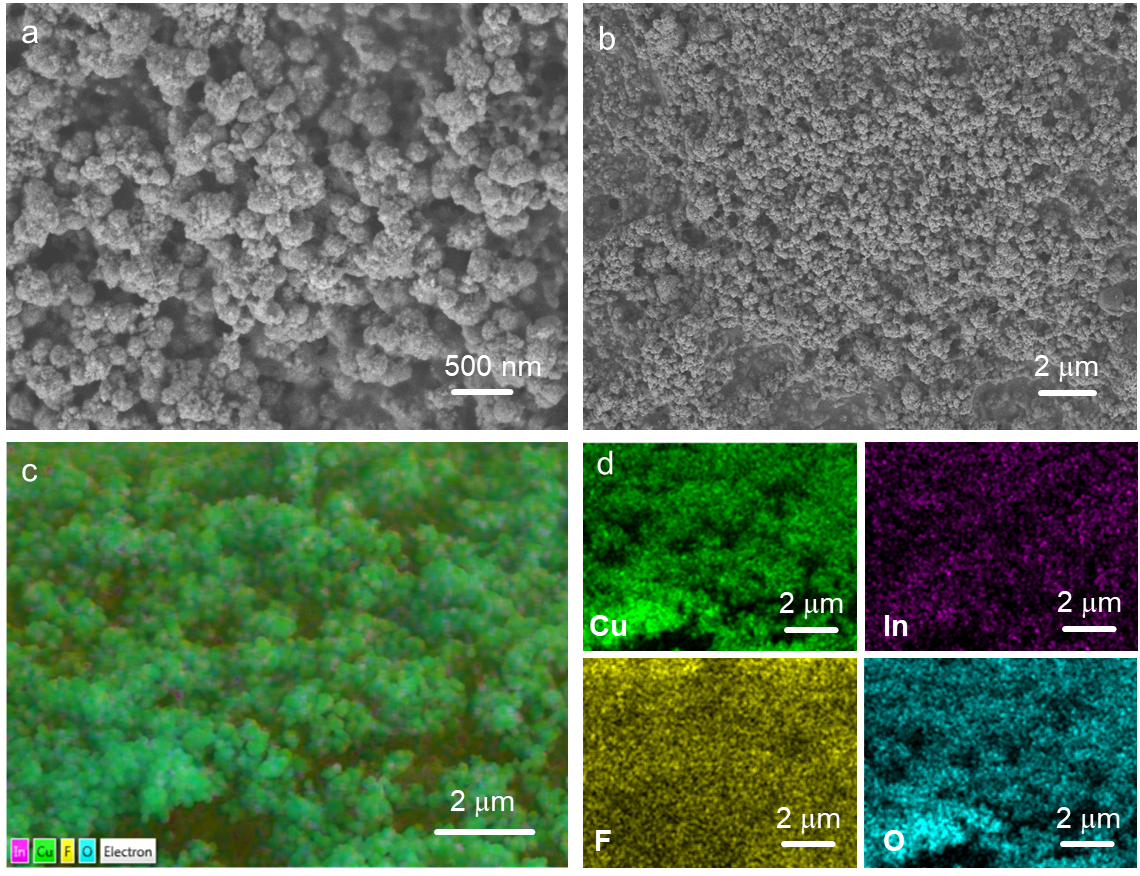 a
500 nm
b
2 μm
c
2 μm
In Cu F O Electron
d
2 μm
Cu
2 μm
In
2 μm
F
2 μm
O